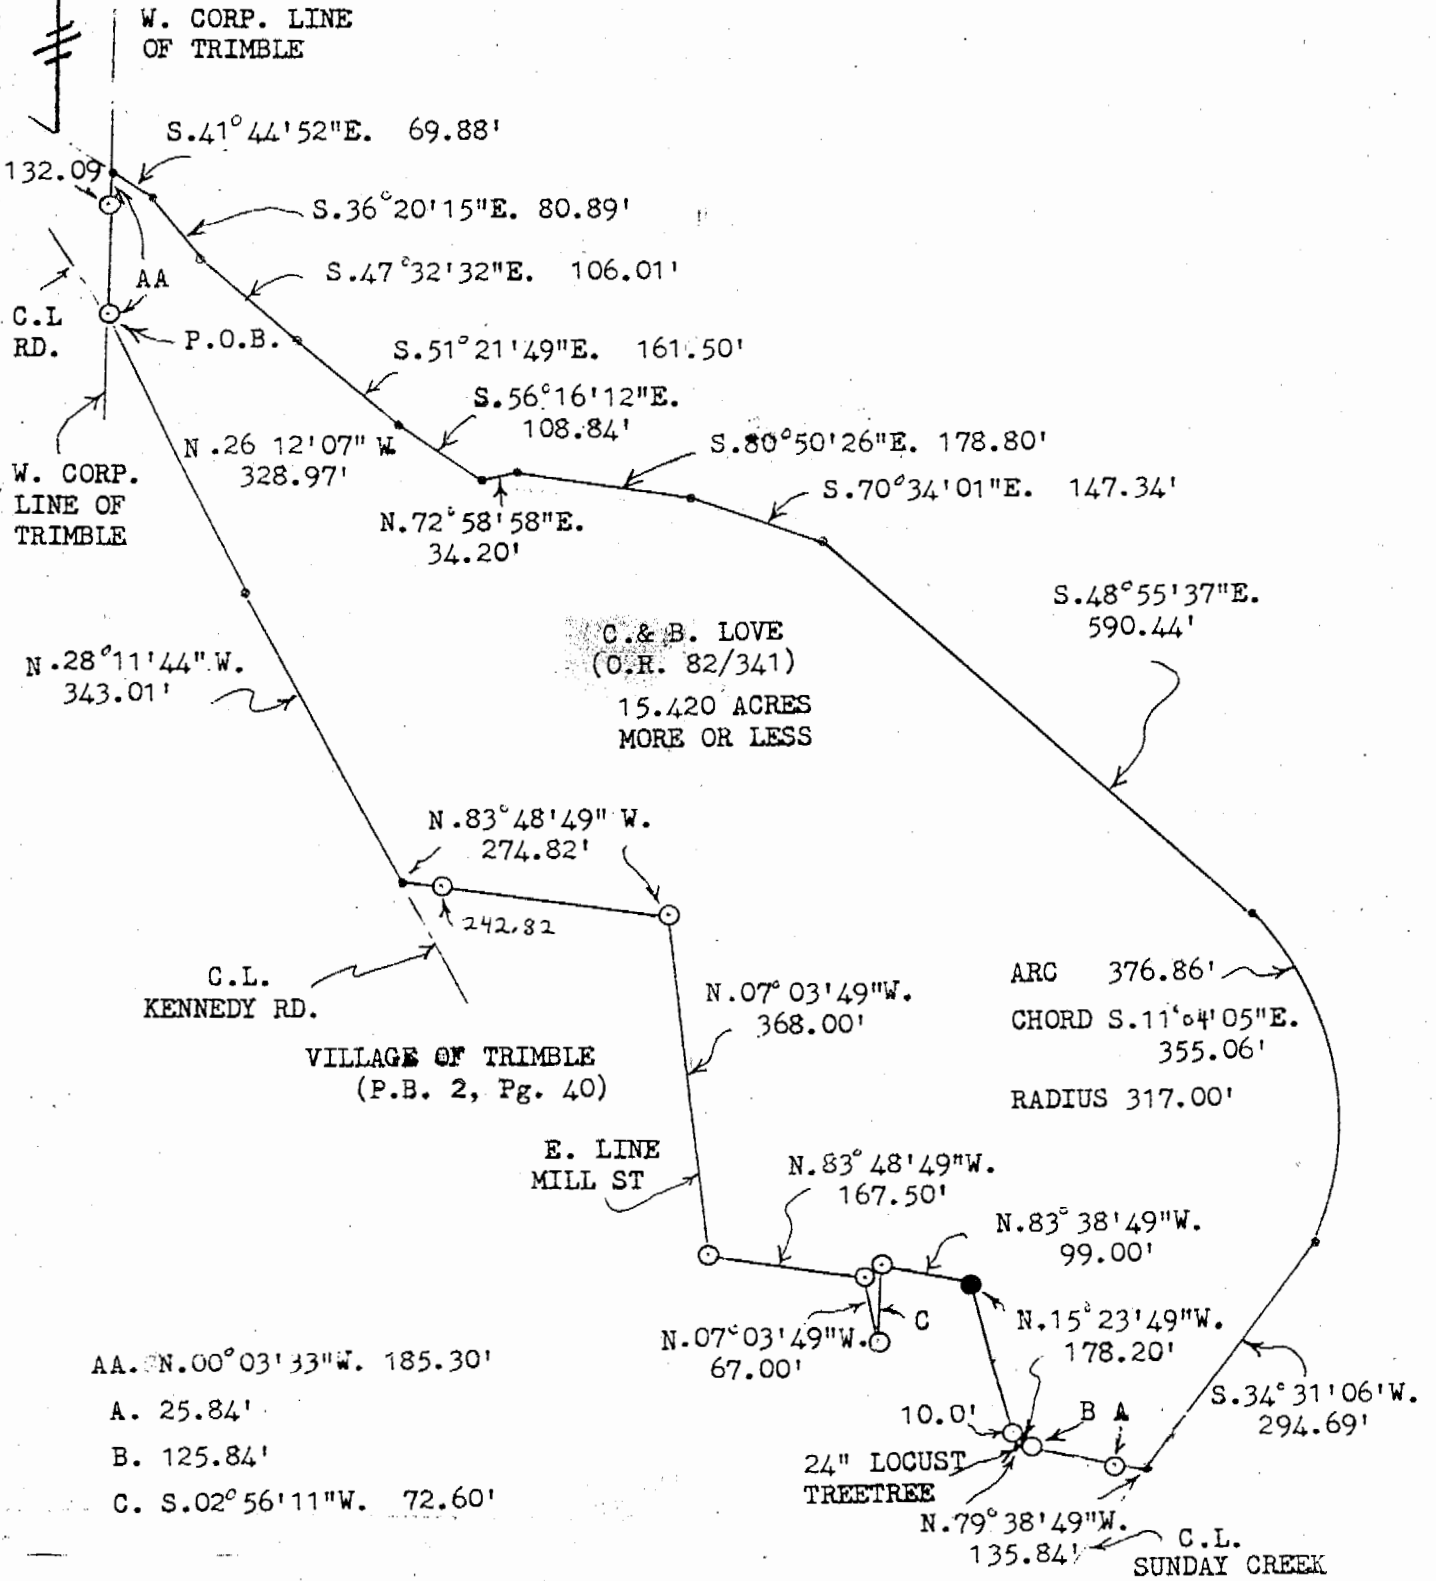 W. CORP. LINE
OF TRIMBLE
S.41°44'52"E. 69.88'
132.09
S.36°20'15"E. 80.89'
S.47°32'32"E. 106.01'
AA
C.L
RD.
P.O.B.
S.51°21'49"E. 161.50'
S.56°16'12"E.
108.84'
N.26 12'07" W.
328.97'
S.80°50'26"E. 178.80'
W. CORP.
LINE OF
TRIMBLE
S.70°34'01"E. 147.34'
N.72°58'58"E.
34.20'
S.48°55'37"E.
590.44'
C.& B. LOVE
(O.R. 82/341)
15.420 ACRES
MORE OR LESS
N.28°11'44" W.
343.01'
N.83°48'49" W.
274.82'
242.82
C.L.
KENNEDY RD.
N.07°03'49"W.
368.00'
ARC 376.86'
CHORD S.11°04'05"E.
355.06'
RADIUS 317.00'
VILLAGE OF TRIMBLE
(P.B. 2, Pg. 40)
E. LINE
MILL ST
N.83°48'49"W.
167.50'
N.83°38'49"W.
99.00'
C
N.07°03'49"W.
67.00'
N.15°23'49"W.
178.20'
AA. N.00°03'33"W. 185.30'
A. 25.84'
B. 125.84'
C. S.02°56'11"W. 72.60'
S.34°31'06'W.
294.69'
10.0'
B A
24" LOCUST
TREETREE
N.79°38'49"W.
135.84'
C.L.
SUNDAY CREEK